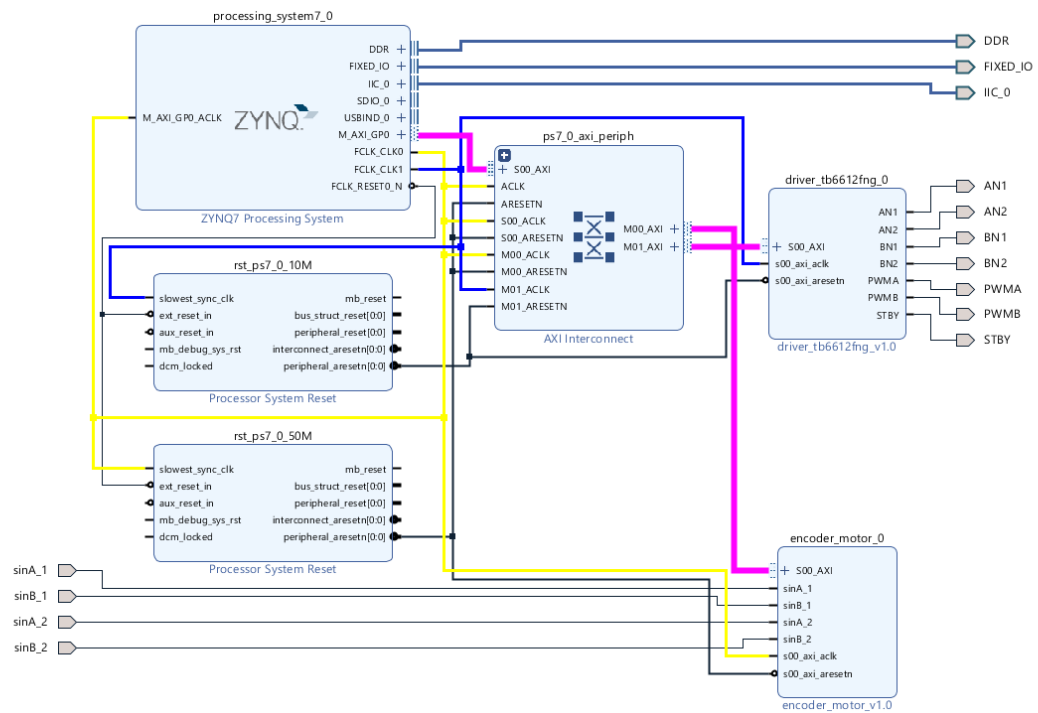 processing_system7_0
DDR
FIXED_IO
IIC_0
SDIO_0
USBIND_0
M_AXI_GP0
FCLK_CLK0
FCLK_CLK1
FCLK_RESET0_N
M_AXI_GP0_ACLK
ZYNQ
ZYNQ7 Processing System
DDR
FIXED_IO
IIC_0
ps7_0_axi_periph
S00_AXI
ACLK
ARESETN
S00_ACLK
S00_ARESETN
M00_ACLK
M00_ARESETN
M01_ACLK
M01_ARESETN
M00_AXI
M01_AXI
AXI Interconnect
driver_tb6612fng_0
S00_AXI
s00_axi_aclk
s00_axi_aresetn
AN1
AN2
BN1
BN2
PWMA
PWMB
STBY
driver_tb6612fng_v1.0
AN1
AN2
BN1
BN2
PWMA
PWMB
STBY
rst_ps7_0_10M
slowest_sync_clk
ext_reset_in
aux_reset_in
mb_debug_sys_rst
dcm_locked
mb_reset
bus_struct_reset[0:0]
peripheral_reset[0:0]
interconnect_aresetn[0:0]
peripheral_aresetn[0:0]
Processor System Reset
rst_ps7_0_50M
slowest_sync_clk
ext_reset_in
aux_reset_in
mb_debug_sys_rst
dcm_locked
mb_reset
bus_struct_reset[0:0]
peripheral_reset[0:0]
interconnect_aresetn[0:0]
peripheral_aresetn[0:0]
Processor System Reset
sinA_1
sinB_1
sinA_2
sinB_2
encoder_motor_0
S00_AXI
sinA_1
sinB_1
sinA_2
sinB_2
s00_axi_aclk
s00_axi_aresetn
encoder_motor_v1.0